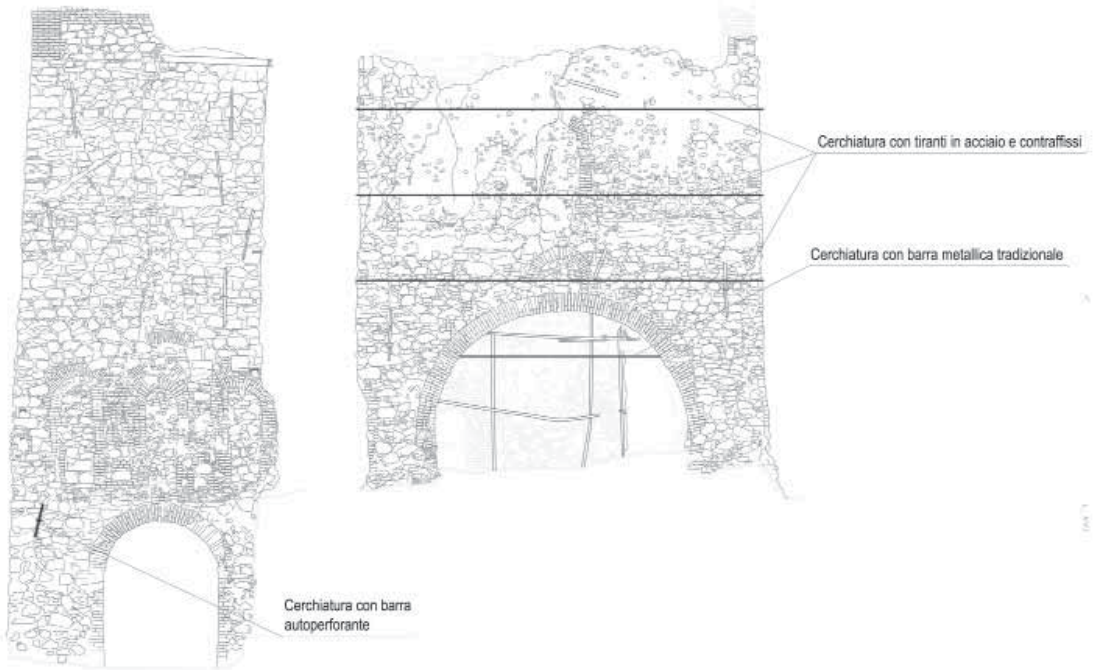 Cerchiatura con tiranti in acciaio e contraffissi
Cerchiatura con barra metallica tradizionale
Cerchiatura con barra
autoperforante